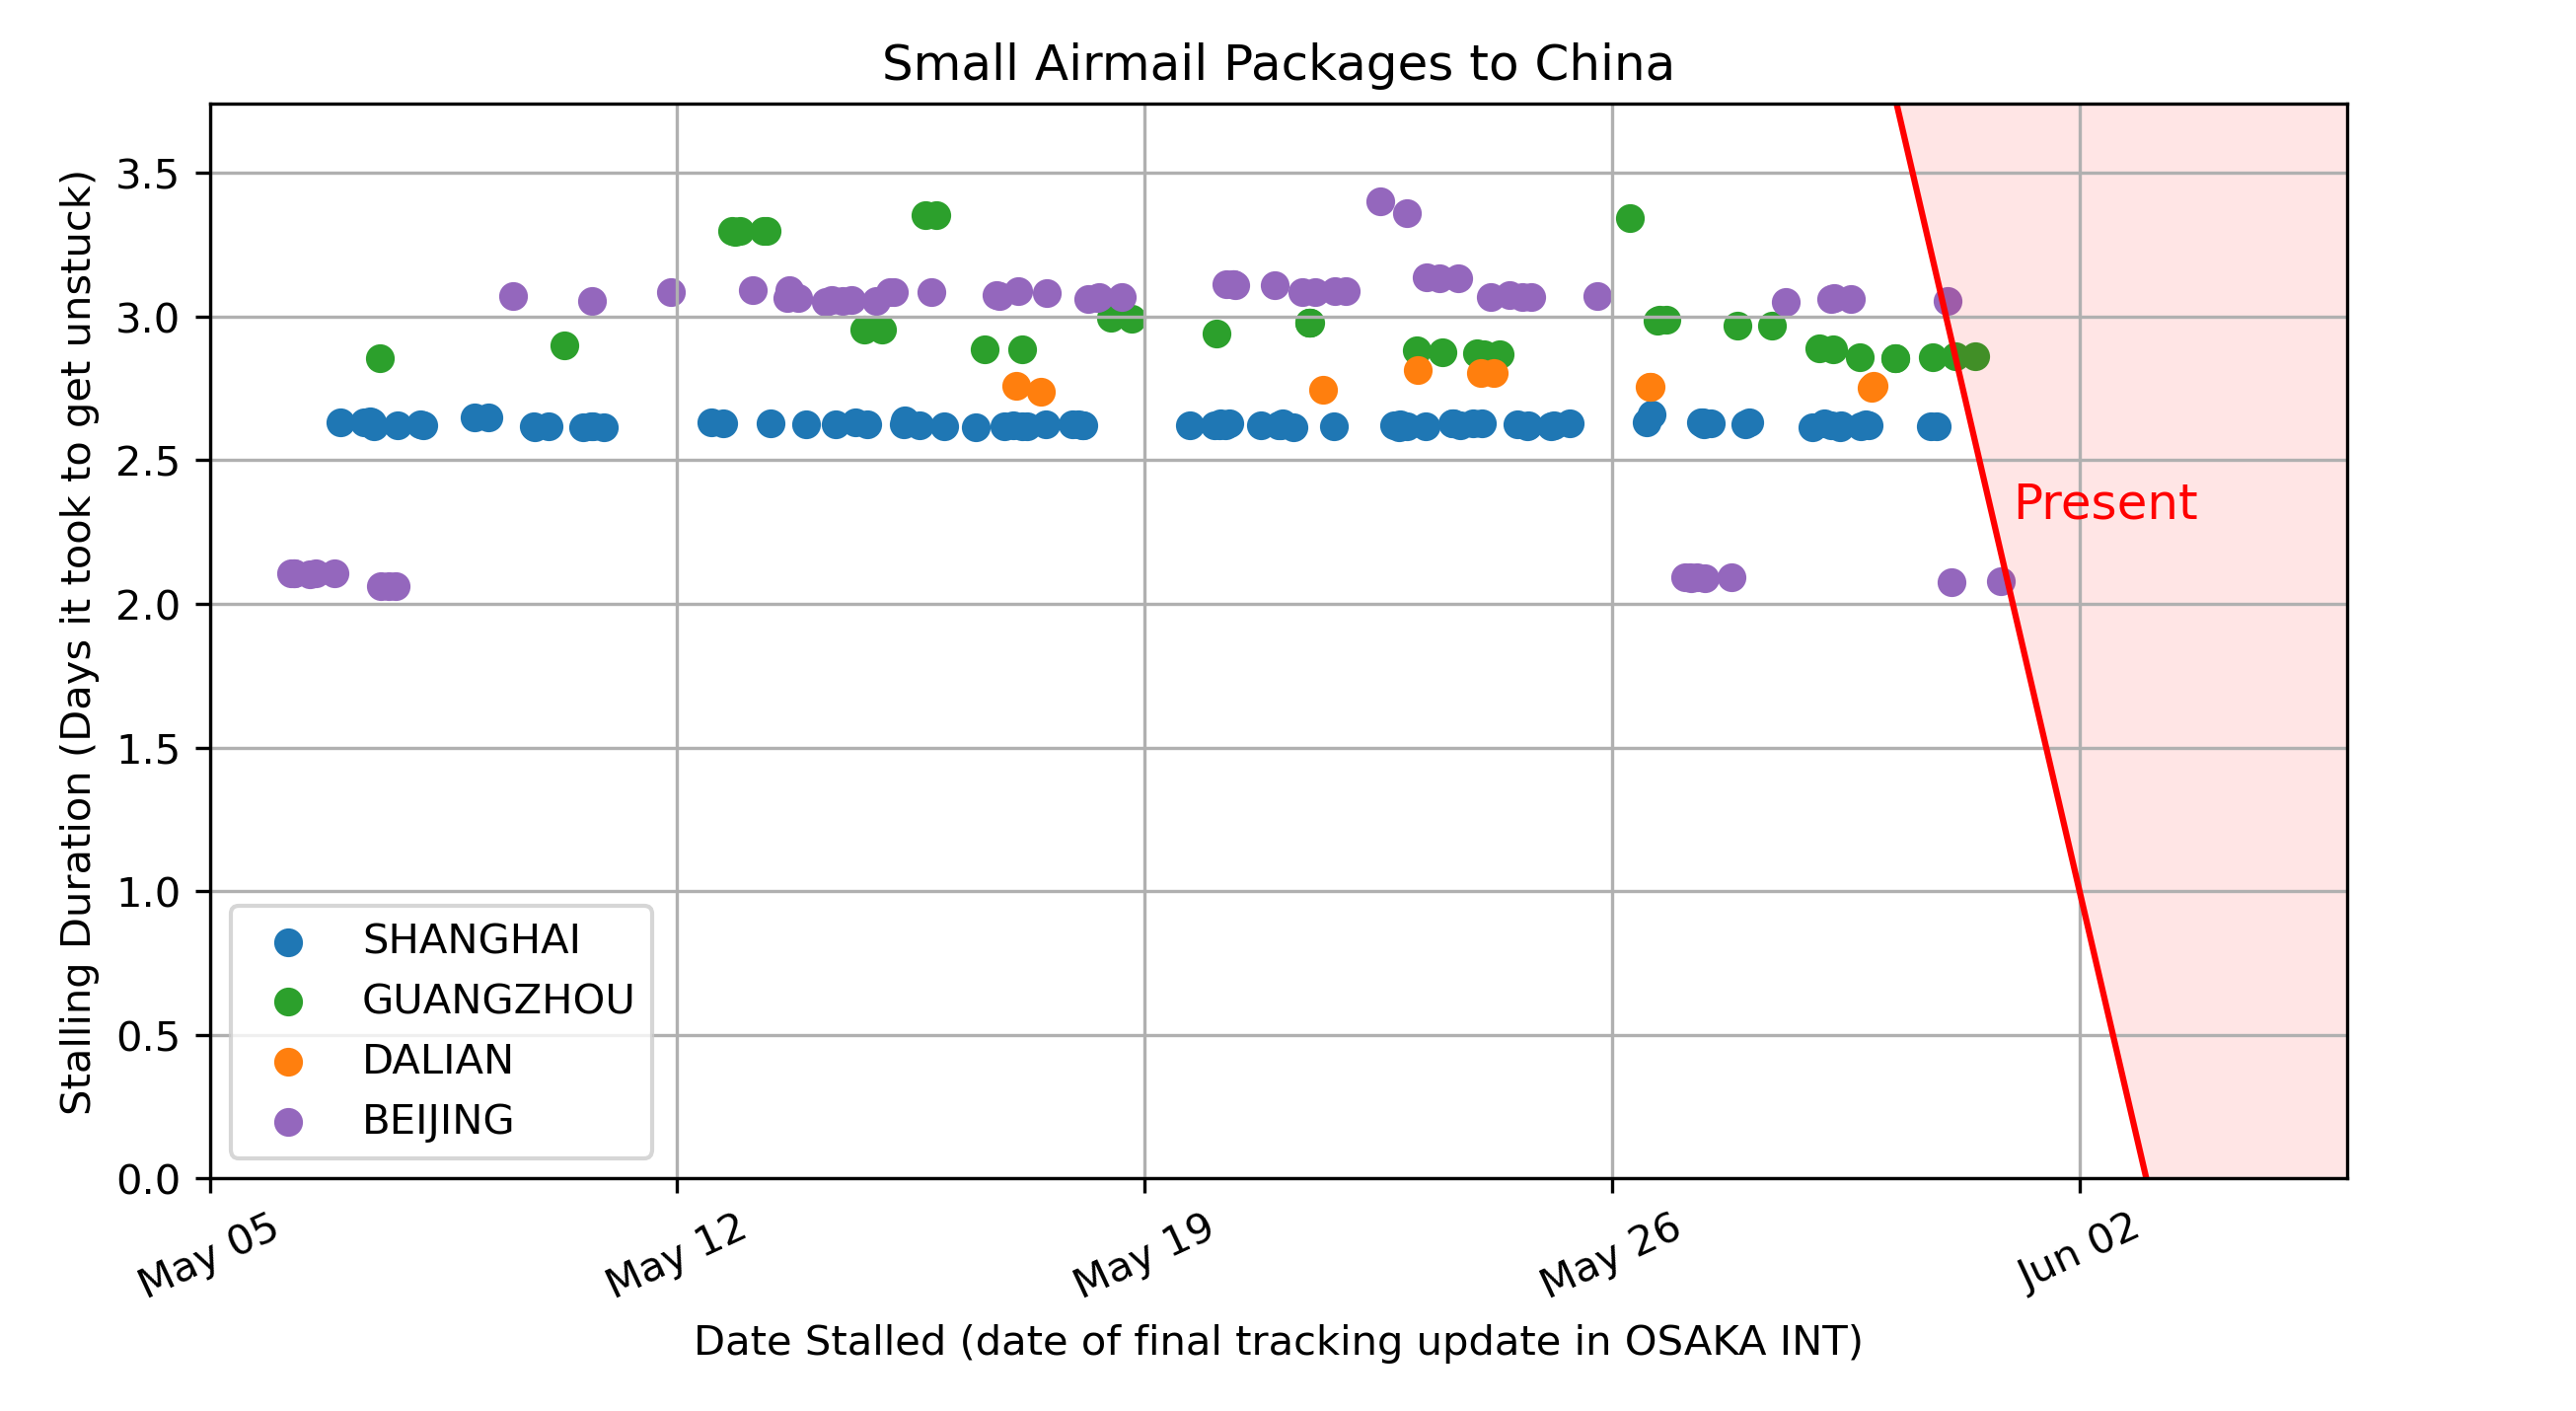 Small Airmail Packages to China
Stalling Duration (Days it took to get unstuck)
3.5
3.0
2.5
2.0
1.5
1.0
0.5
0.0
Present
SHANGHAI
GUANGZHOU
DALIAN
BEIJING
May 05
May 12
May 19
May 26
Jun 02
Date Stalled (date of final tracking update in OSAKA INT)